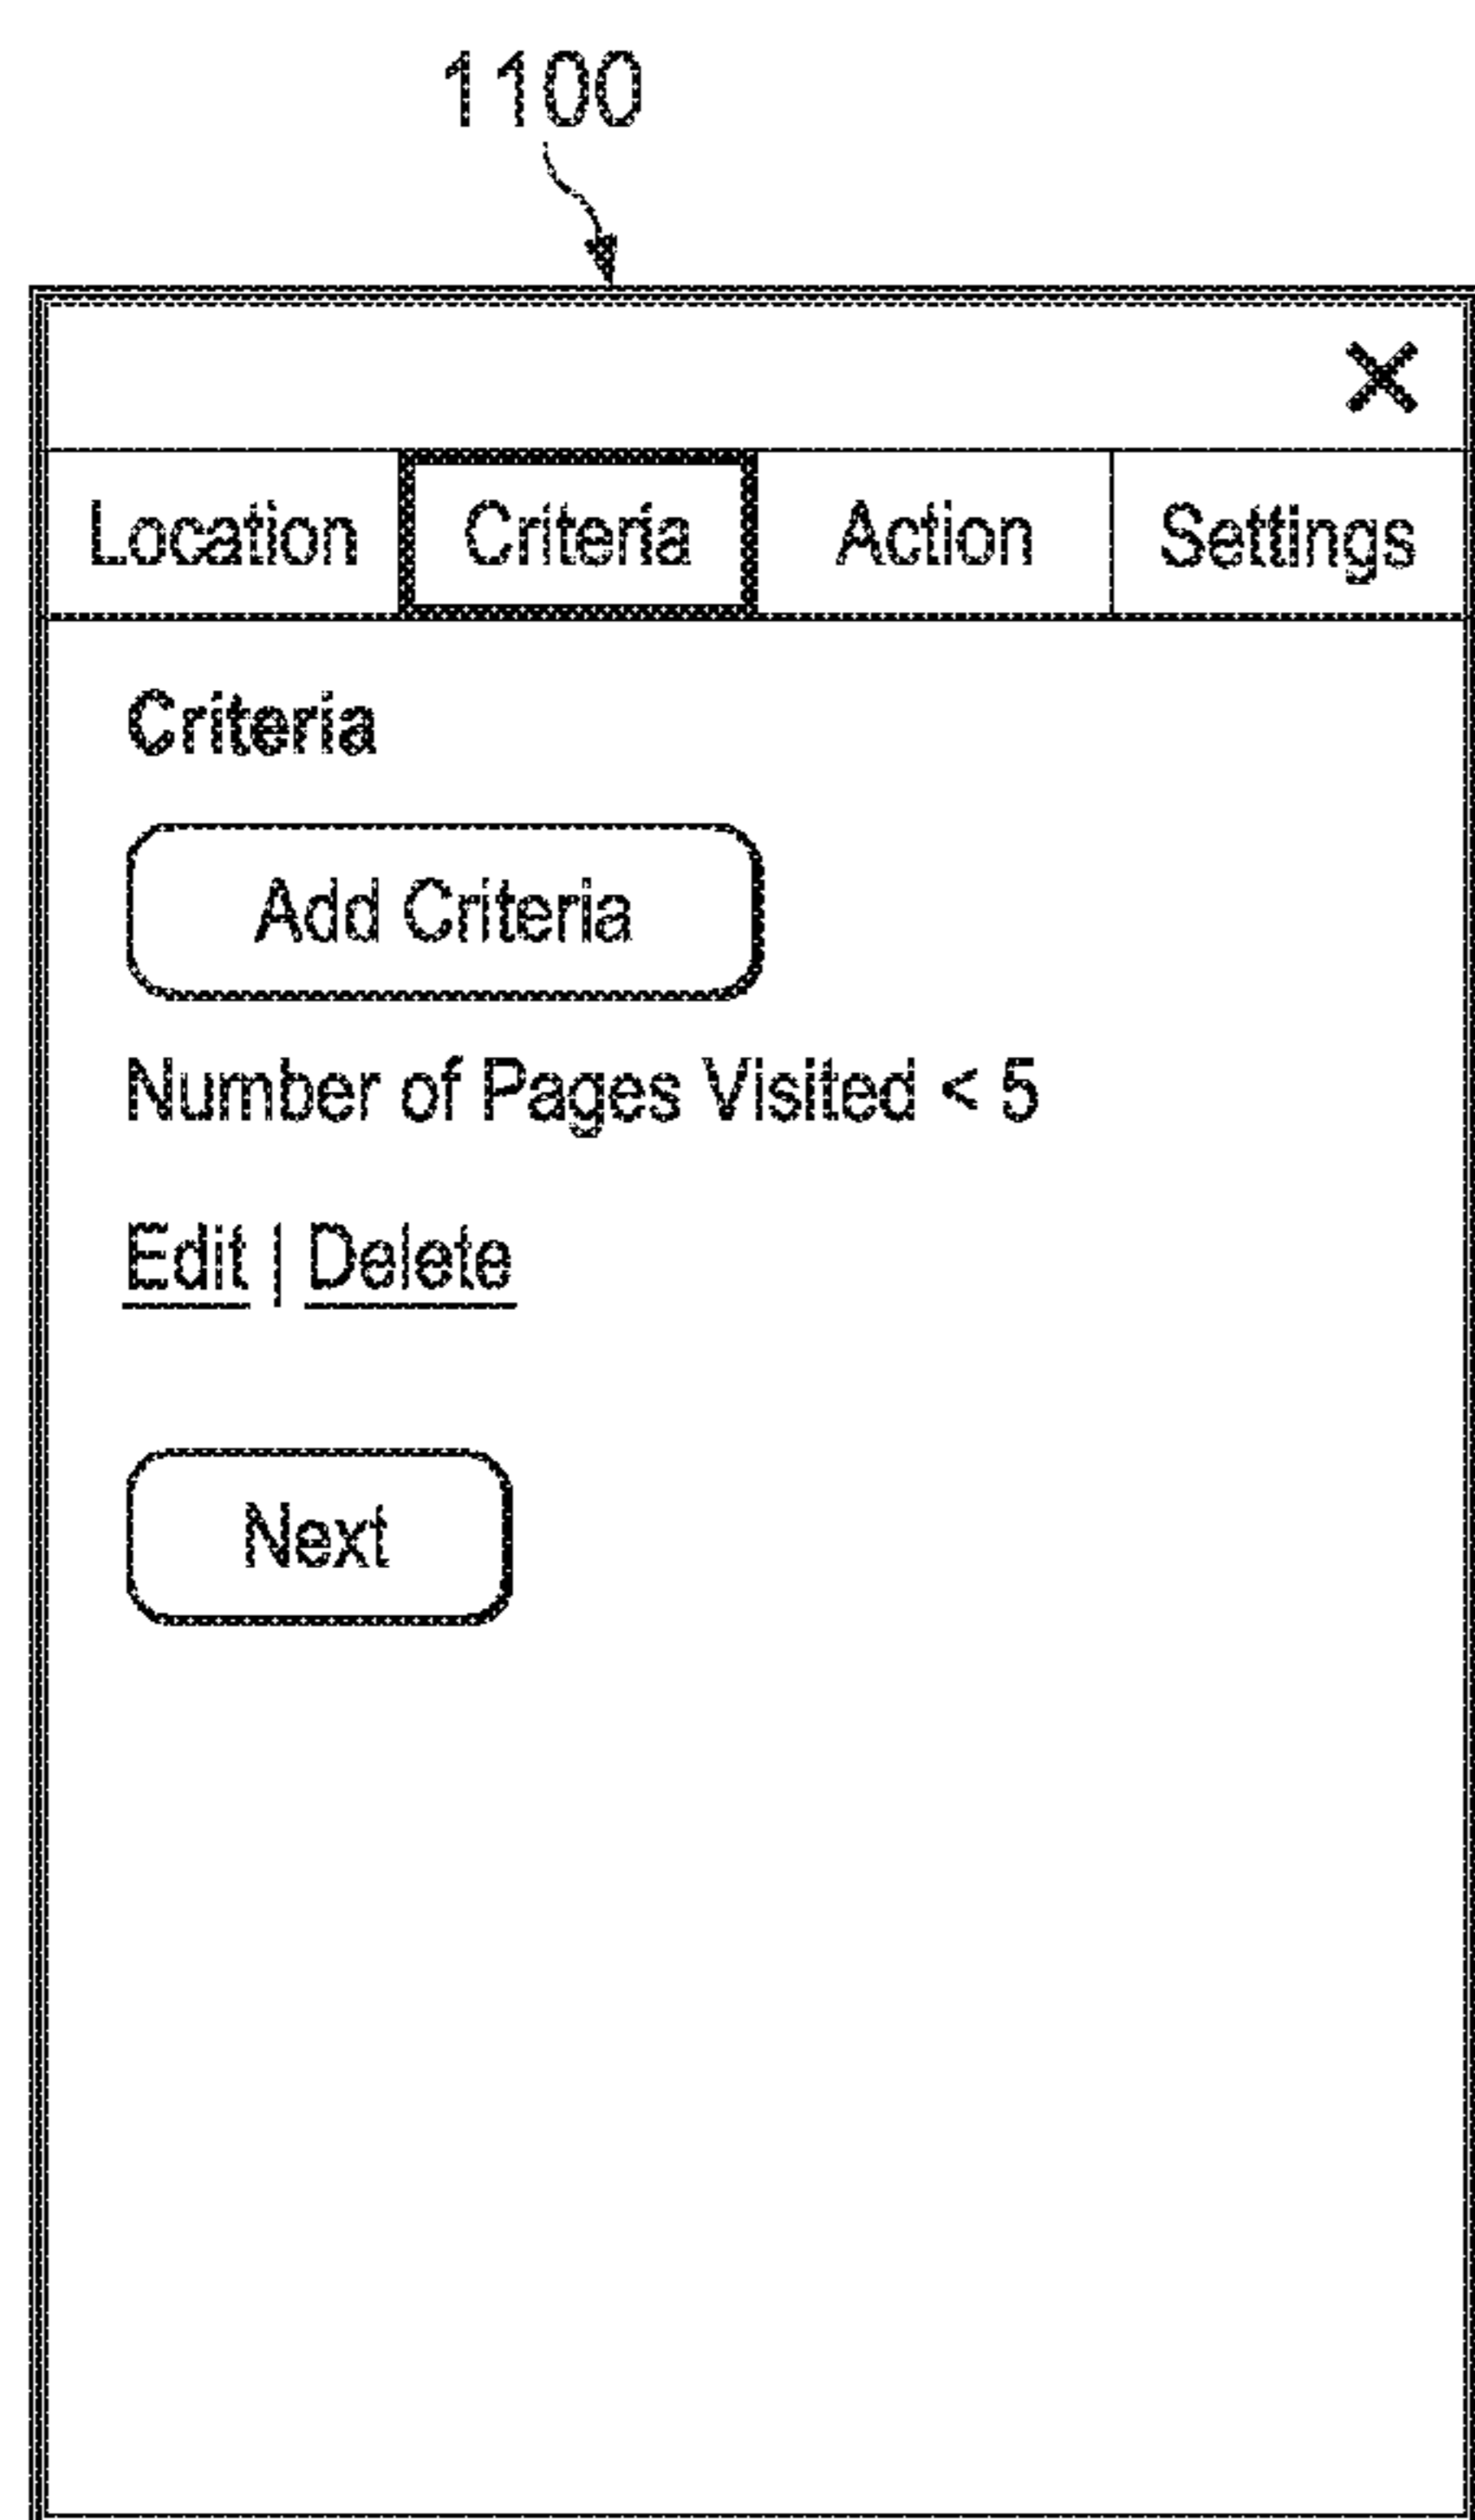 1100
X
Location Criteria Action Settings
Criteria
Add Criteria
Number of Pages Visited < 5
Edit | Delete
Next